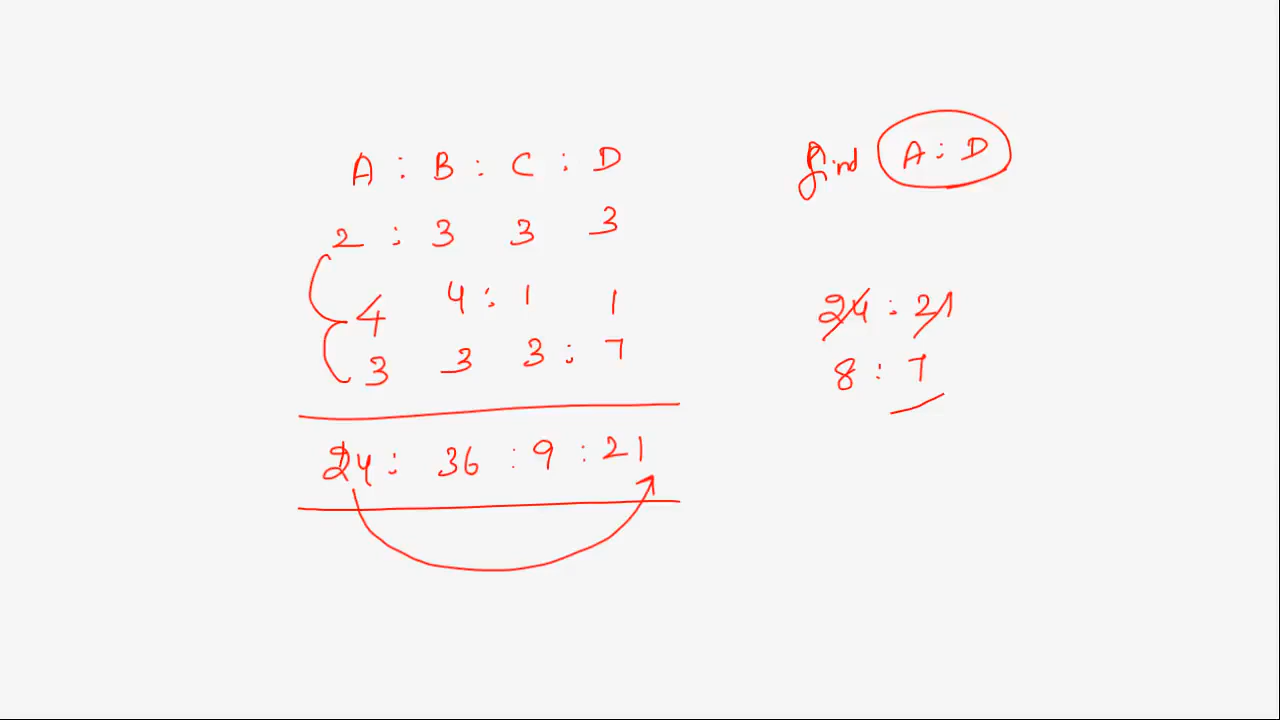 A : B : C : D
2 : 3 3 3
4 4 : 1 1
3 3 3 : 7
24 : 36 : 9 : 21
find A : D
24 : 21
8 : 7